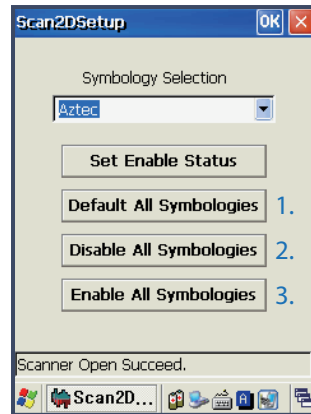 Scan2DSetup OK ×
Symbology Selection
Aztec
Set Enable Status
Default All Symbologies 1.
Disable All Symbologies 2.
Enable All Symbologies 3.
Scanner Open Succeed.
Scan2D... A